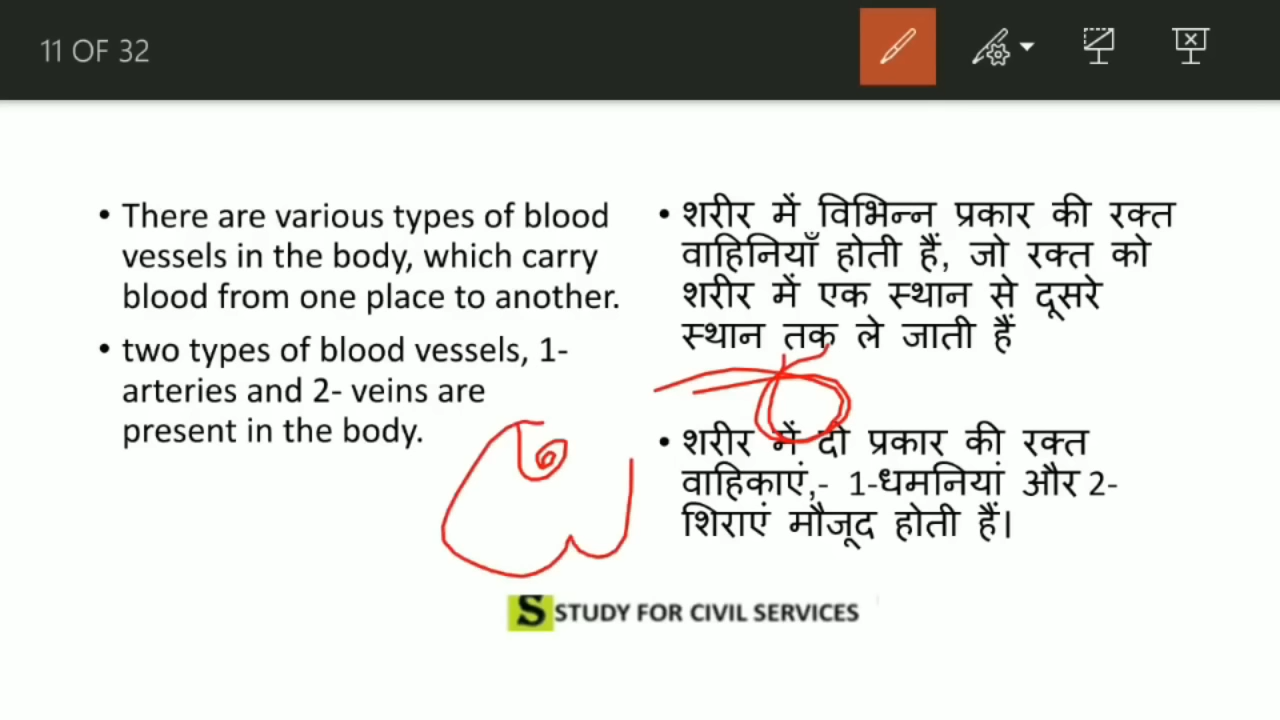 11 OF 32
• There are various types of blood
vessels in the body, which carry
blood from one place to another.
• two types of blood vessels, 1-
arteries and 2- veins are
present in the body.
• शरीर में विभिन्न प्रकार की रक्त
वाहिनियाँ होती हैं, जो रक्त को
शरीर में एक स्थान से दूसरे
स्थान तक ले जाती हैं
• शरीर में दो प्रकार की रक्त
वाहिकाएं,- 1-धमनियां और 2-
शिराएं मौजूद होती हैं।
S STUDY FOR CIVIL SERVICES